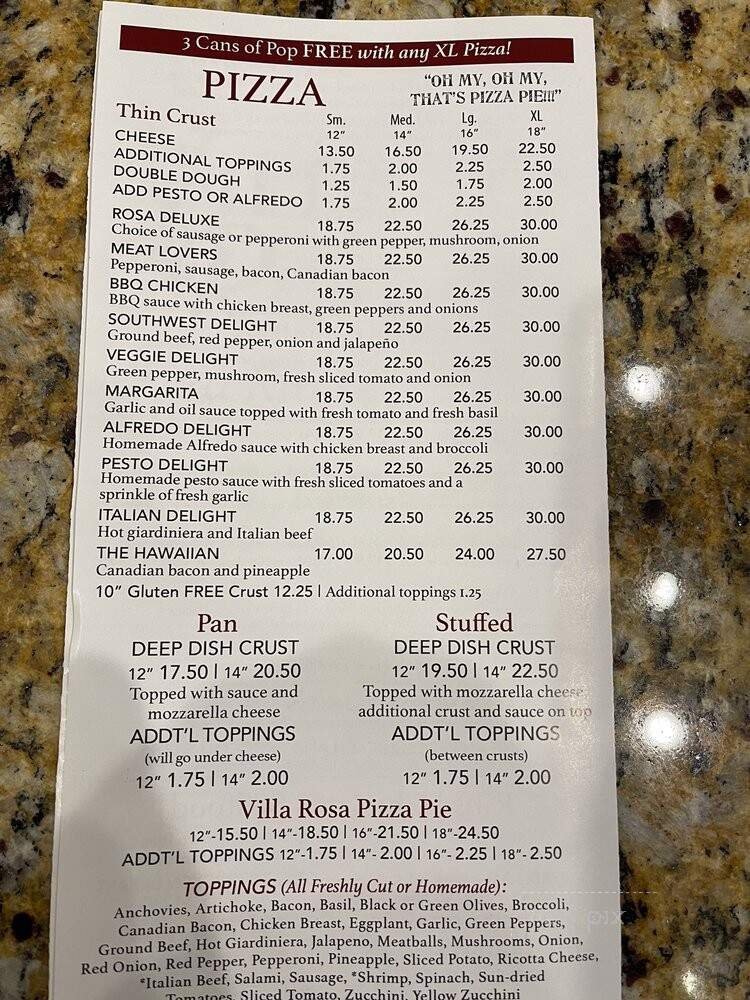 3 Cans of Pop FREE with any XL Pizza!
PIZZA
"OH MY, OH MY,
THAT'S PIZZA PIE!!!"
Thin Crust Sm. Med. Lg. XL
12" 14" 16" 18"
CHEESE 13.50 16.50 19.50 22.50
ADDITIONAL TOPPINGS 1.75 2.00 2.25 2.50
DOUBLE DOUGH 1.25 1.50 1.75 2.00
ADD PESTO OR ALFREDO 1.75 2.00 2.25 2.50
ROSA DELUXE 18.75 22.50 26.25 30.00
Choice of sausage or pepperoni with green pepper, mushroom, onion
MEAT LOVERS 18.75 22.50 26.25 30.00
Pepperoni, sausage, bacon, Canadian bacon
BBQ CHICKEN 18.75 22.50 26.25 30.00
BBQ sauce with chicken breast, green peppers and onions
SOUTHWEST DELIGHT 18.75 22.50 26.25 30.00
Ground beef, red pepper, onion and jalapeño
VEGGIE DELIGHT 18.75 22.50 26.25 30.00
Green pepper, mushroom, fresh sliced tomato and onion
MARGARITA 18.75 22.50 26.25 30.00
Garlic and oil sauce topped with fresh tomato and fresh basil
ALFREDO DELIGHT 18.75 22.50 26.25 30.00
Homemade Alfredo sauce with chicken breast and broccoli
PESTO DELIGHT 18.75 22.50 26.25 30.00
Homemade pesto sauce with fresh sliced tomatoes and a
sprinkle of fresh garlic
ITALIAN DELIGHT 18.75 22.50 26.25 30.00
Hot giardiniera and Italian beef
THE HAWAIIAN 17.00 20.50 24.00 27.50
Canadian bacon and pineapple
10" Gluten FREE Crust 12.25 | Additional toppings 1.25
Pan
DEEP DISH CRUST
12" 17.50 | 14" 20.50
Topped with sauce and
mozzarella cheese
ADDT'L TOPPINGS
(will go under cheese)
12" 1.75 | 14" 2.00
Stuffed
DEEP DISH CRUST
12" 19.50 | 14" 22.50
Topped with mozzarella cheese,
additional crust and sauce on top
ADDT'L TOPPINGS
(between crusts)
12" 1.75 | 14" 2.00
Villa Rosa Pizza Pie
12"-15.50 | 14"-18.50 | 16"-21.50 | 18"-24.50
ADDT'L TOPPINGS 12"-1.75 | 14"- 2.00 | 16"- 2.25 | 18"- 2.50
TOPPINGS (All Freshly Cut or Homemade):
Anchovies, Artichoke, Bacon, Basil, Black or Green Olives, Broccoli,
Canadian Bacon, Chicken Breast, Eggplant, Garlic, Green Peppers,
Ground Beef, Hot Giardiniera, Jalapeno, Meatballs, Mushrooms, Onion,
Red Onion, Red Pepper, Pepperoni, Pineapple, Sliced Potato, Ricotta Cheese,
*Italian Beef, Salami, Sausage, *Shrimp, Spinach, Sun-dried
Tomatoes, Sliced Tomato, Zucchini, Yellow Zucchini